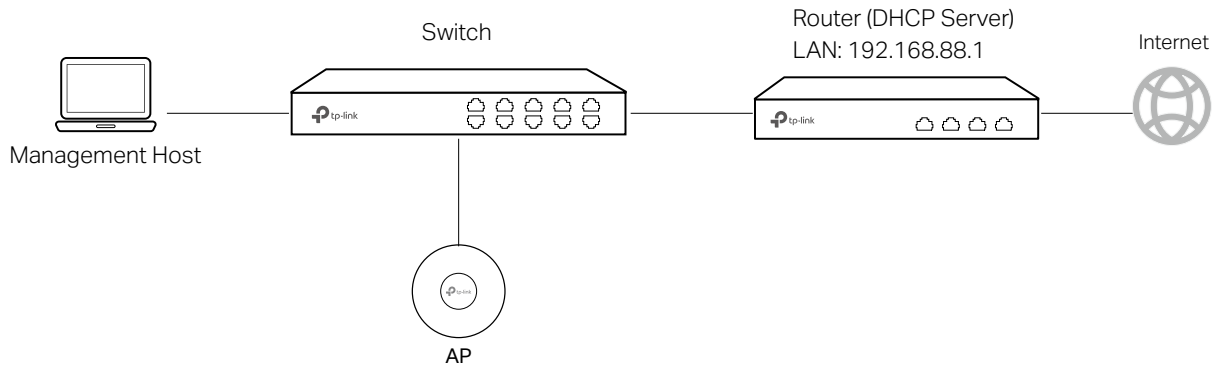 Switch
Router (DHCP Server)
LAN: 192.168.88.1
Internet
tp-link
tp-link
Management Host
tp-link
AP